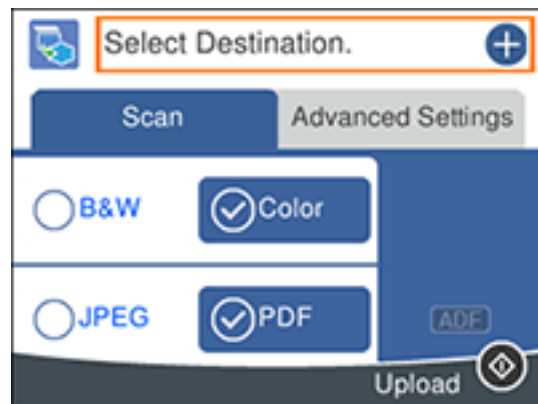 Select Destination.
Scan Advanced Settings
B&W Color
JPEG PDF
ADF
Upload